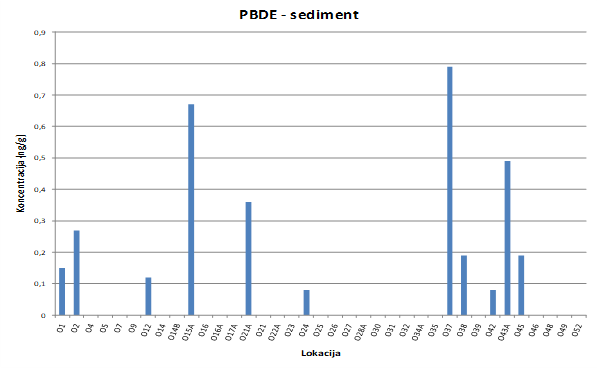 PBDE - sediment
0,9
0,8
0,7
0,6
0,5
0,4
0,3
0,2
0,1
0
Koncentracija (ng/g)
O1 O2 O4 O5 O7 O9 O12 O14 O14B O15A O16 O16A O17A O21A O21 O22A O23 O24 O25 O26 O27 O28A O30 O31 O32 O34A O35 O37 O38 O39 O42 O43A O45 O46 O48 O49 O52
Lokacija